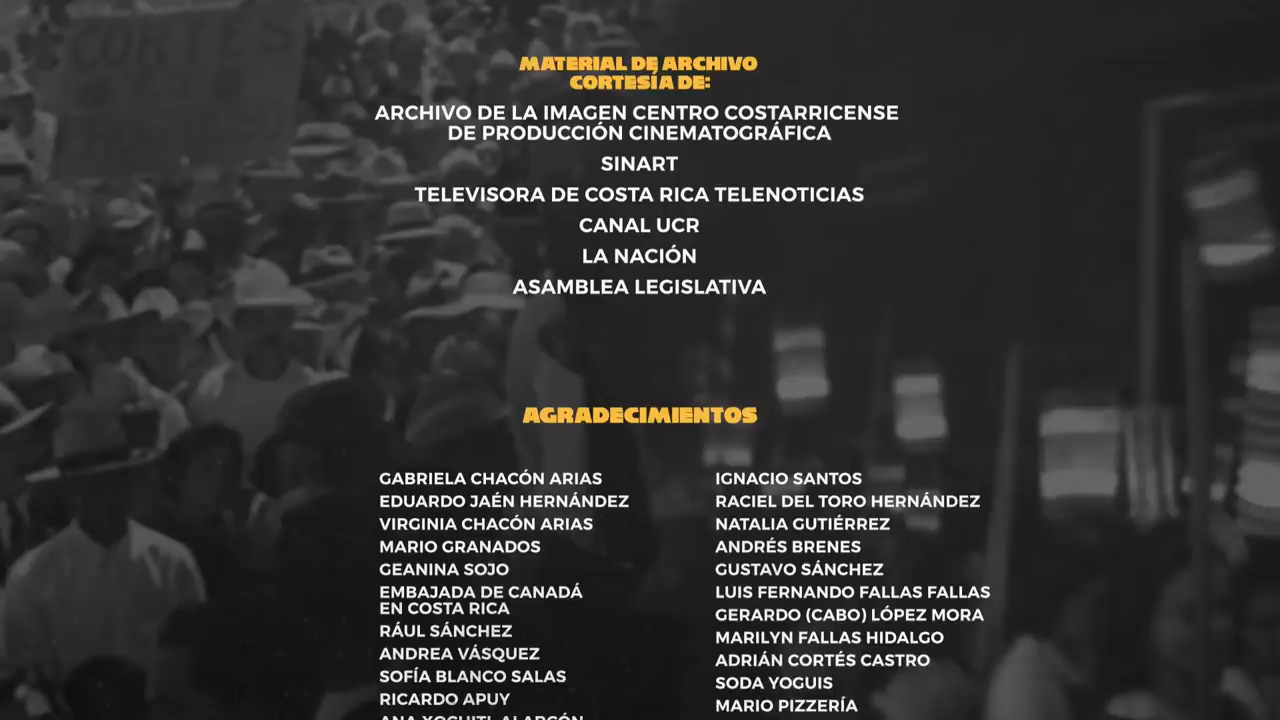 CORTES
MATERIAL DE ARCHIVO
CORTESÍA DE:
ARCHIVO DE LA IMAGEN CENTRO COSTARRICENSE
DE PRODUCCIÓN CINEMATOGRÁFICA
SINART
TELEVISORA DE COSTA RICA TELENOTICIAS
CANAL UCR
LA NACIÓN
ASAMBLEA LEGISLATIVA
AGRADECIMIENTOS
GABRIELA CHACÓN ARIAS
EDUARDO JAÉN HERNÁNDEZ
VIRGINIA CHACÓN ARIAS
MARIO GRANADOS
GEANINA SOJO
EMBAJADA DE CANADÁ
EN COSTA RICA
RÁUL SÁNCHEZ
ANDREA VÁSQUEZ
SOFÍA BLANCO SALAS
RICARDO APUY
ANA XOCHITL ALARCÓN
IGNACIO SANTOS
RACIEL DEL TORO HERNÁNDEZ
NATALIA GUTIÉRREZ
ANDRÉS BRENES
GUSTAVO SÁNCHEZ
LUIS FERNANDO FALLAS FALLAS
GERARDO (CABO) LÓPEZ MORA
MARILYN FALLAS HIDALGO
ADRIÁN CORTÉS CASTRO
SODA YOGUIS
MARIO PIZZERÍA